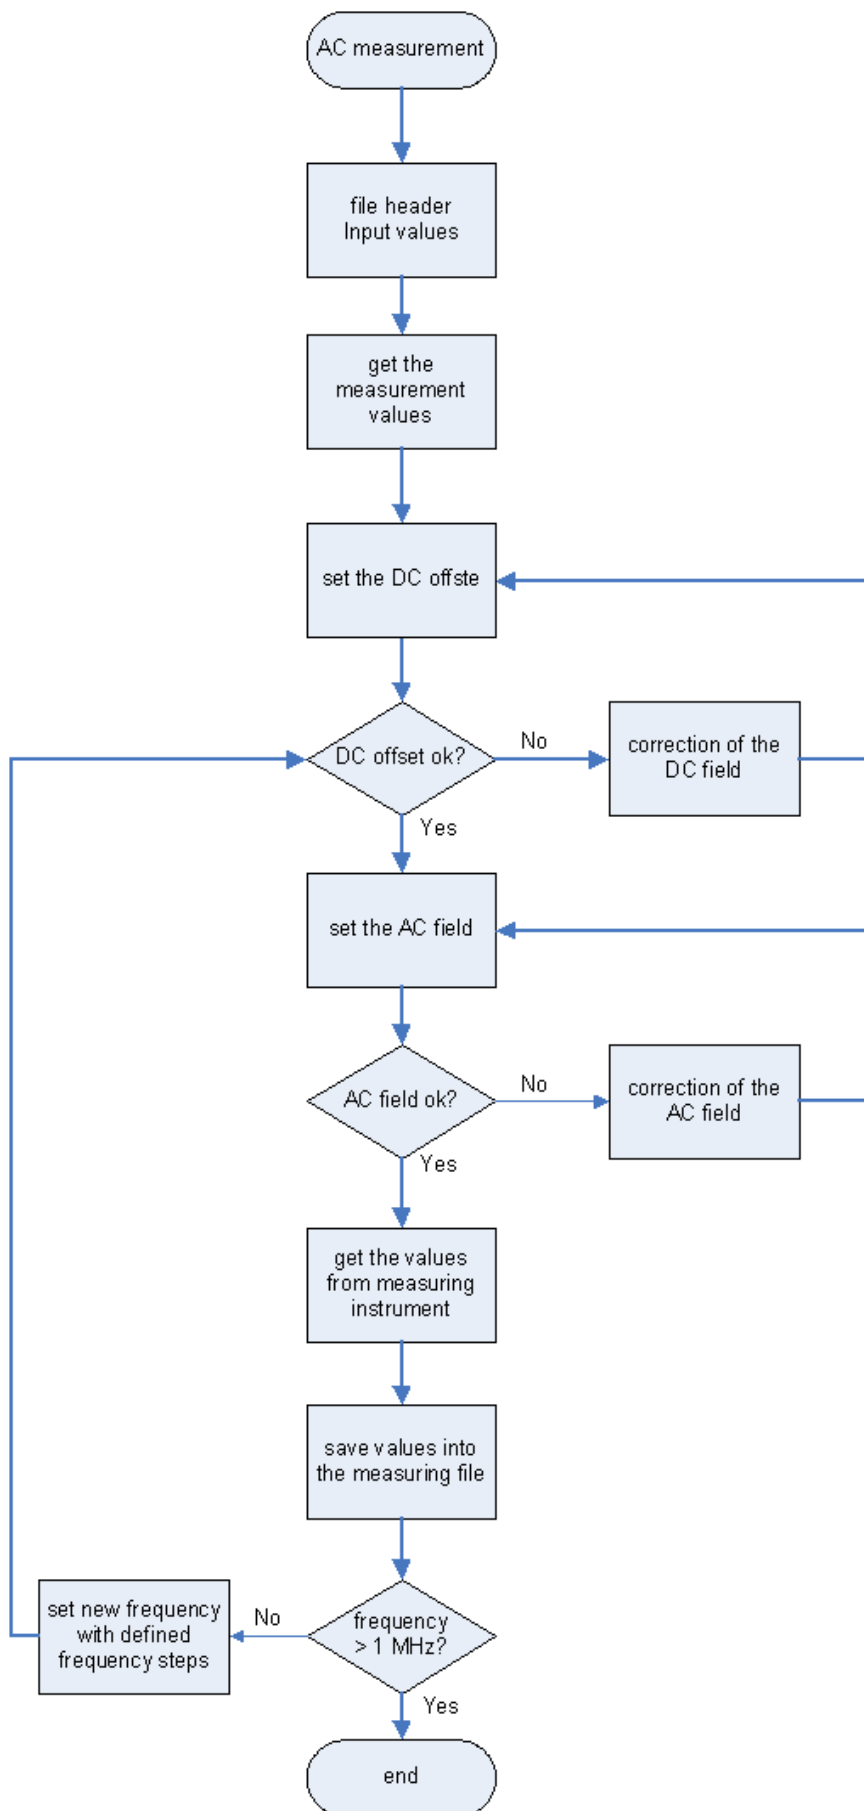 AC measurement
file header
Input values
get the
measurement
values
set the DC offste
DC offset ok?
No
correction of the
DC field
Yes
set the AC field
AC field ok?
No
correction of the
AC field
Yes
get the values
from measuring
instrument
save values into
the measuring file
set new frequency
with defined
frequency steps
No
frequency
> 1 MHz?
Yes
end